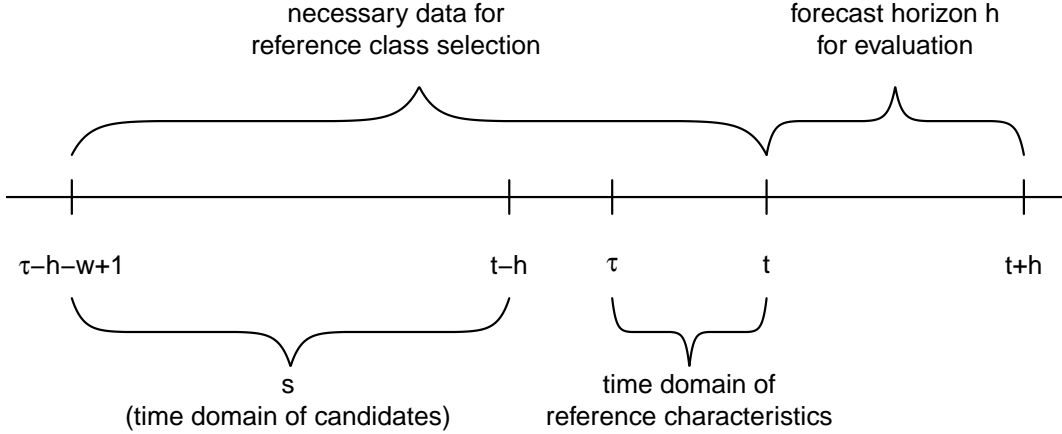 necessary data for
reference class selection
forecast horizon h
for evaluation
τ−h−w+1
t−h
τ
t
t+h
s
(time domain of candidates)
time domain of
reference characteristics